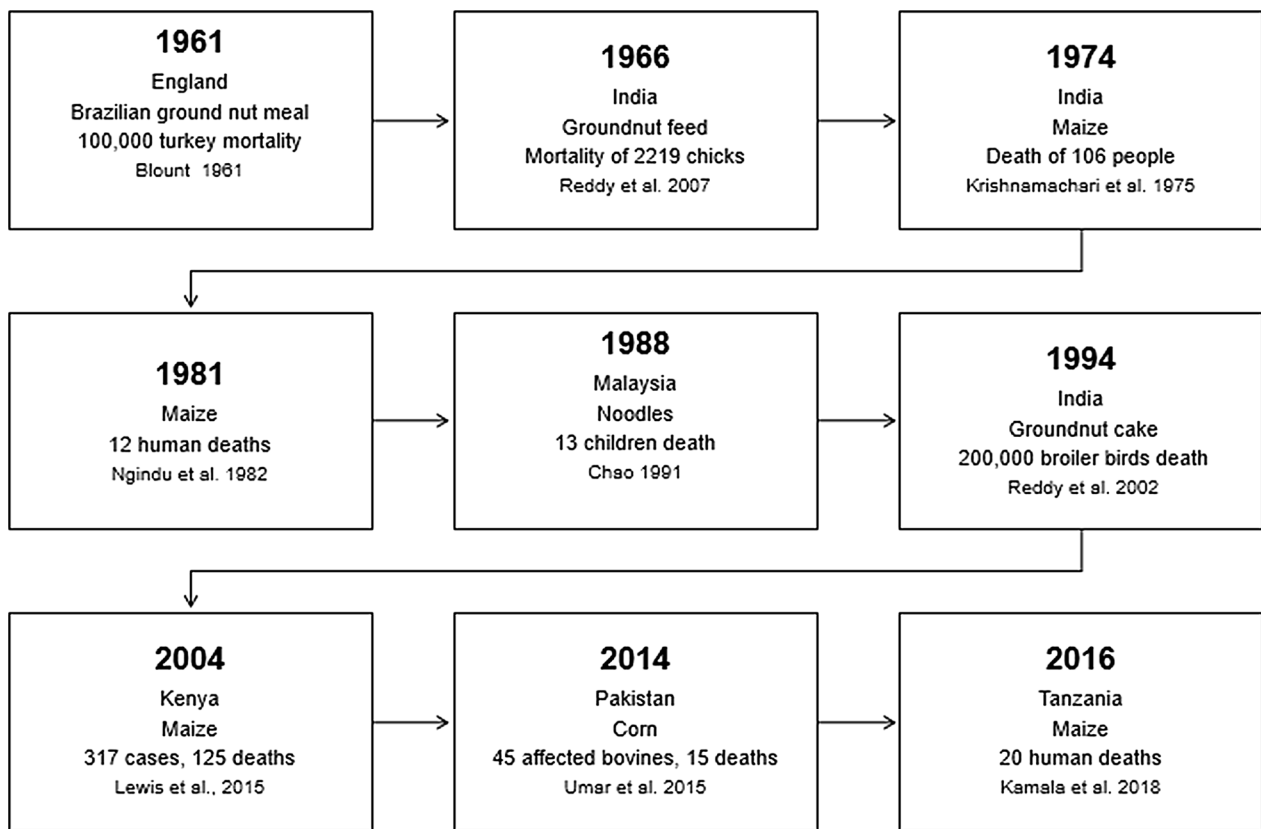 1961
England
Brazilian ground nut meal
100,000 turkey mortality
Blount 1961
1966
India
Groundnut feed
Mortality of 2219 chicks
Reddy et al. 2007
1974
India
Maize
Death of 106 people
Krishnamachari et al. 1975
1981
Maize
12 human deaths
Ngindu et al. 1982
1988
Malaysia
Noodles
13 children death
Chao 1991
1994
India
Groundnut cake
200,000 broiler birds death
Reddy et al. 2002
2004
Kenya
Maize
317 cases, 125 deaths
Lewis et al., 2015
2014
Pakistan
Corn
45 affected bovines, 15 deaths
Umar et al. 2015
2016
Tanzania
Maize
20 human deaths
Kamala et al. 2018